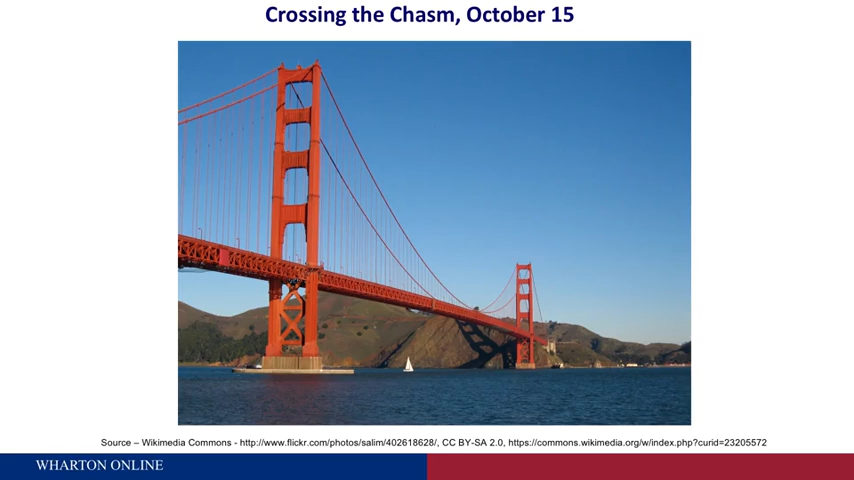 Crossing the Chasm, October 15
Source – Wikimedia Commons - http://www.flickr.com/photos/salim/402618628/, CC BY-SA 2.0, https://commons.wikimedia.org/w/index.php?curid=23205572
WHARTON ONLINE